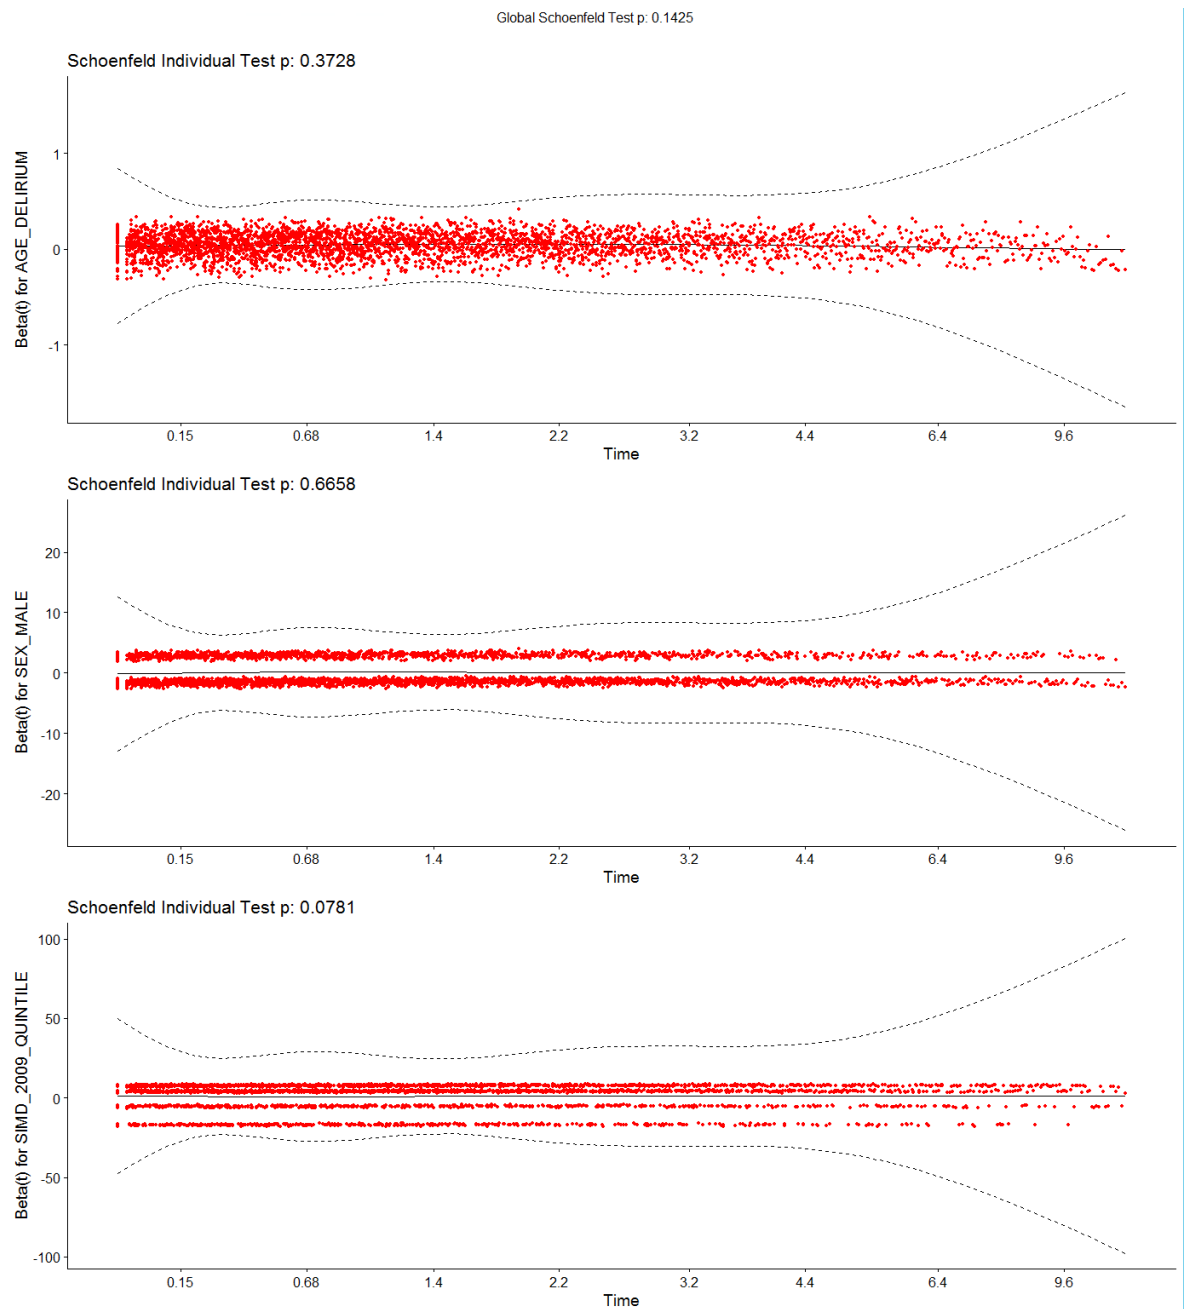 Global Schoenfeld Test p: 0.1425
Schoenfeld Individual Test p: 0.3728
Beta(t) for AGE_DELIRIUM
1
0
-1
0.15 0.68 1.4 2.2 3.2 4.4 6.4 9.6
Time
Schoenfeld Individual Test p: 0.6658
Beta(t) for SEX_MALE
20
10
0
-10
-20
0.15 0.68 1.4 2.2 3.2 4.4 6.4 9.6
Time
Schoenfeld Individual Test p: 0.0781
Beta(t) for SIMD_2009_QUINTILE
100
50
0
-50
-100
0.15 0.68 1.4 2.2 3.2 4.4 6.4 9.6
Time